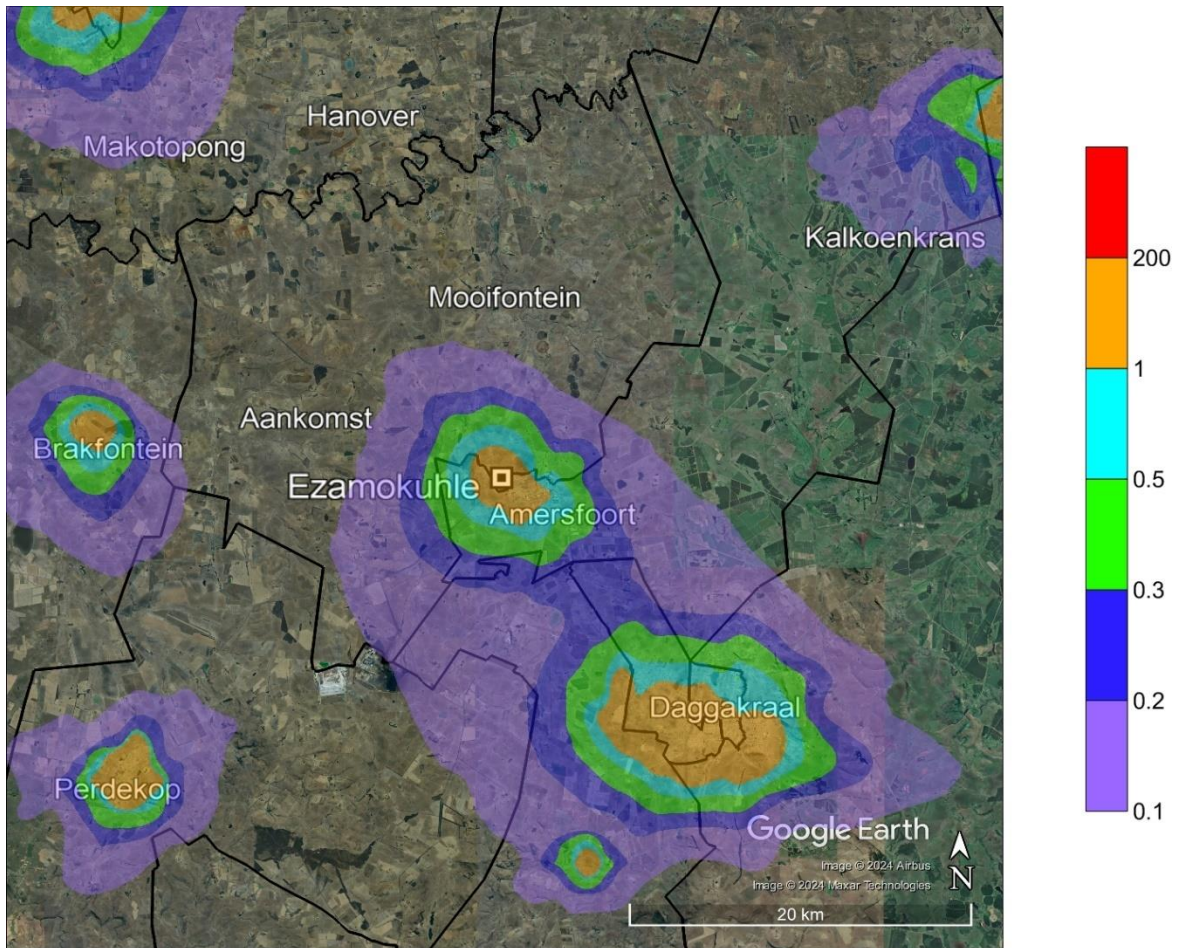 Hanover
Makotopong
Kalkoenkrans
Mooifontein
Aankomst
Brakfontein
Ezamokuhle
Amersfoort
Daggakraal
Perdekop
Google Earth
Image © 2024 Airbus
Image © 2024 Maxar Technologies
N
20 km
200
1
0.5
0.3
0.2
0.1